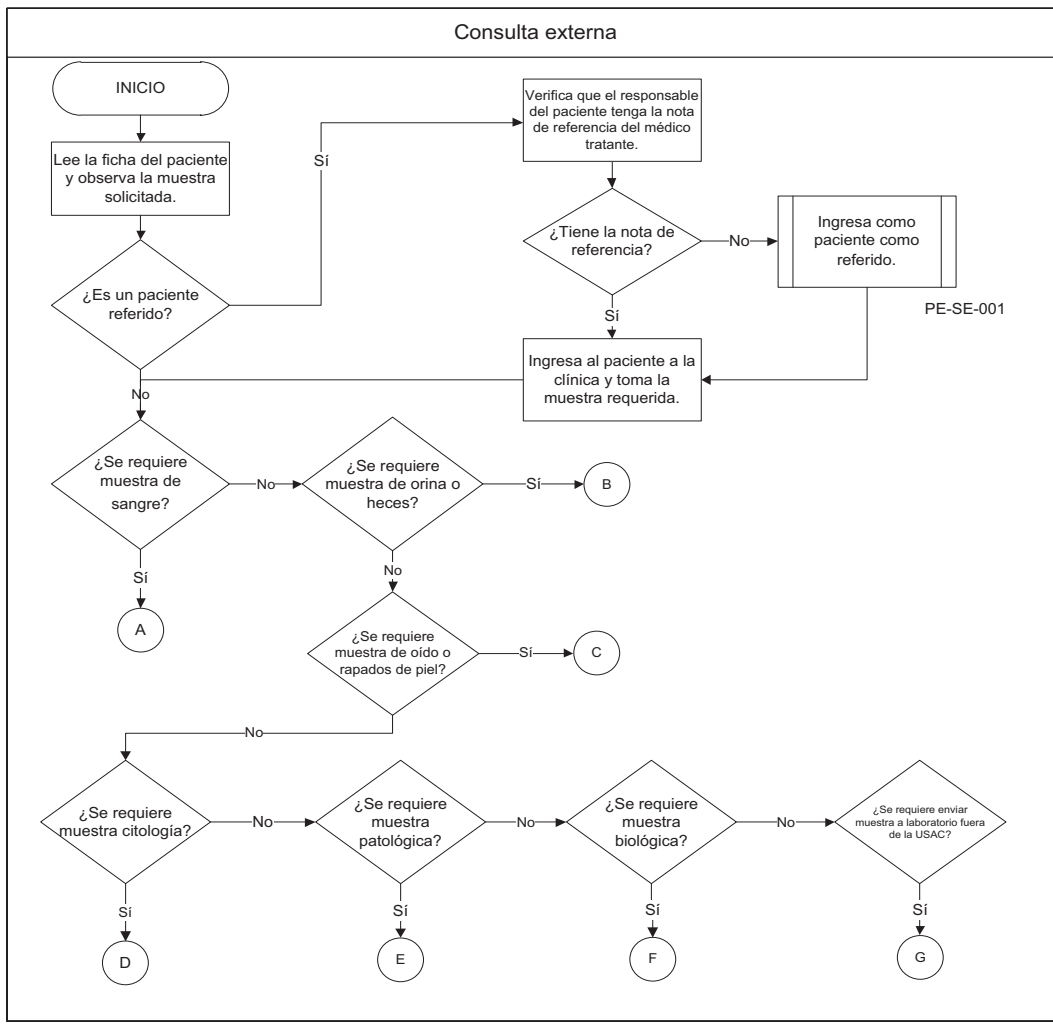 Consulta externa
INICIO
Lee la ficha del paciente
y observa la muestra
solicitada.
¿Es un paciente
referido?
Sí
Verifica que el responsable
del paciente tenga la nota
de referencia del médico
tratante.
¿Tiene la nota de
referencia?
No
Ingresa como
paciente como
referido.
PE-SE-001
Sí
Ingresa al paciente a la
clínica y toma la
muestra requerida.
No
¿Se requiere
muestra de
sangre?
No
¿Se requiere
muestra de orina o
heces?
Sí
B
Sí
A
No
¿Se requiere
muestra de oído o
rapados de piel?
Sí
C
No
¿Se requiere
muestra citología?
No
¿Se requiere
muestra
patológica?
No
¿Se requiere
muestra
biológica?
No
¿Se requiere enviar
muestra a laboratorio fuera
de la USAC?
Sí
Sí
Sí
Sí
D
E
F
G